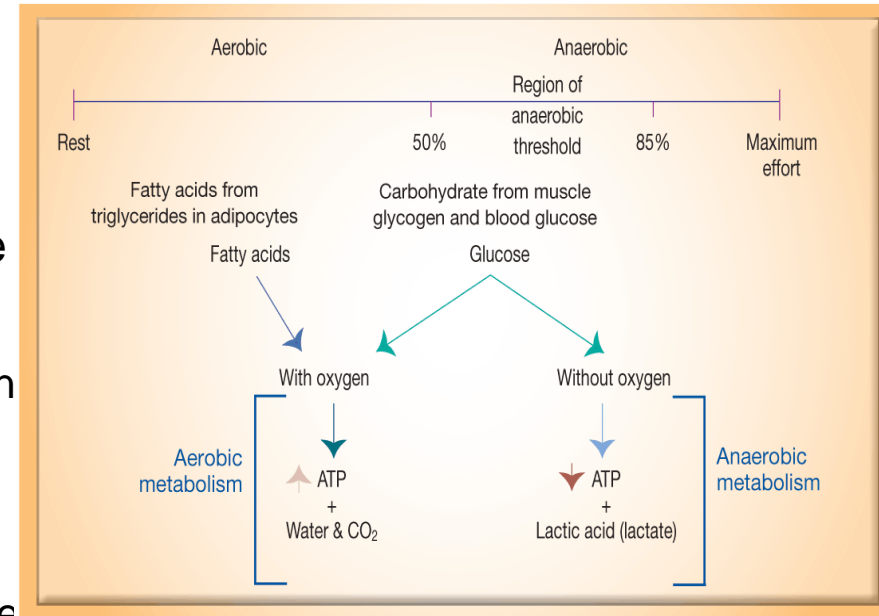 Aerobic
Anaerobic
Region of
anaerobic
threshold
Rest
50%
85%
Maximum
effort
Fatty acids from
triglycerides in adipocytes
Carbohydrate from muscle
glycogen and blood glucose
Fatty acids
Glucose
With oxygen
Without oxygen
Aerobic
metabolism
ATP
+
Water & CO₂
ATP
+
Lactic acid (lactate)
Anaerobic
metabolism